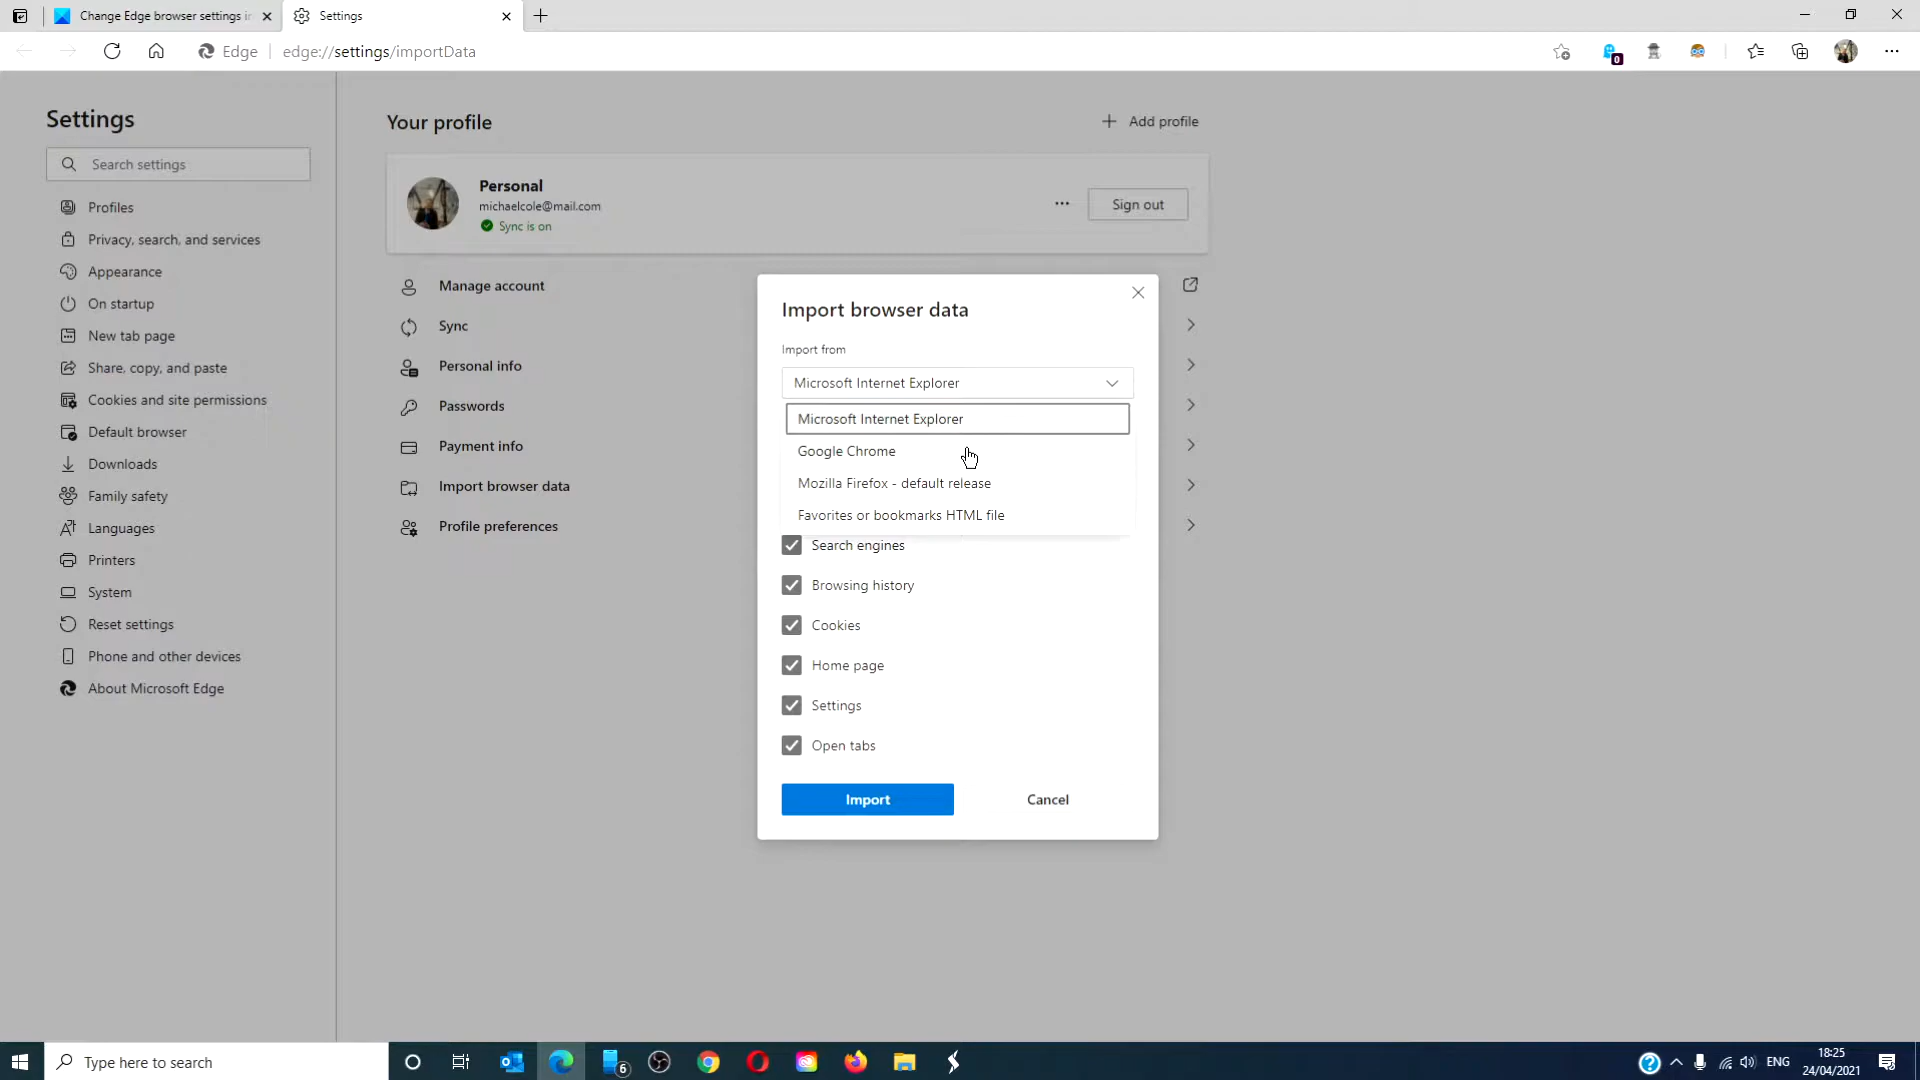 Change Edge browser settings i
Settings
Edge
edge://settings/importData
0
Settings
Search settings
Profiles
Privacy, search, and services
Appearance
On startup
New tab page
Share, copy, and paste
Cookies and site permissions
Default browser
Downloads
Family safety
Languages
Printers
System
Reset settings
Phone and other devices
About Microsoft Edge
Your profile
Add profile
Personal
michaelcole@mail.com
Sync is on
Sign out
Manage account
Sync
Personal info
Passwords
Payment info
Import browser data
Profile preferences
Import browser data
Import from
Microsoft Internet Explorer
Microsoft Internet Explorer
Google Chrome
Mozilla Firefox - default release
Favorites or bookmarks HTML file
Search engines
Browsing history
Cookies
Home page
Settings
Open tabs
Import
Cancel
Type here to search
6
ENG
18:25
24/04/2021